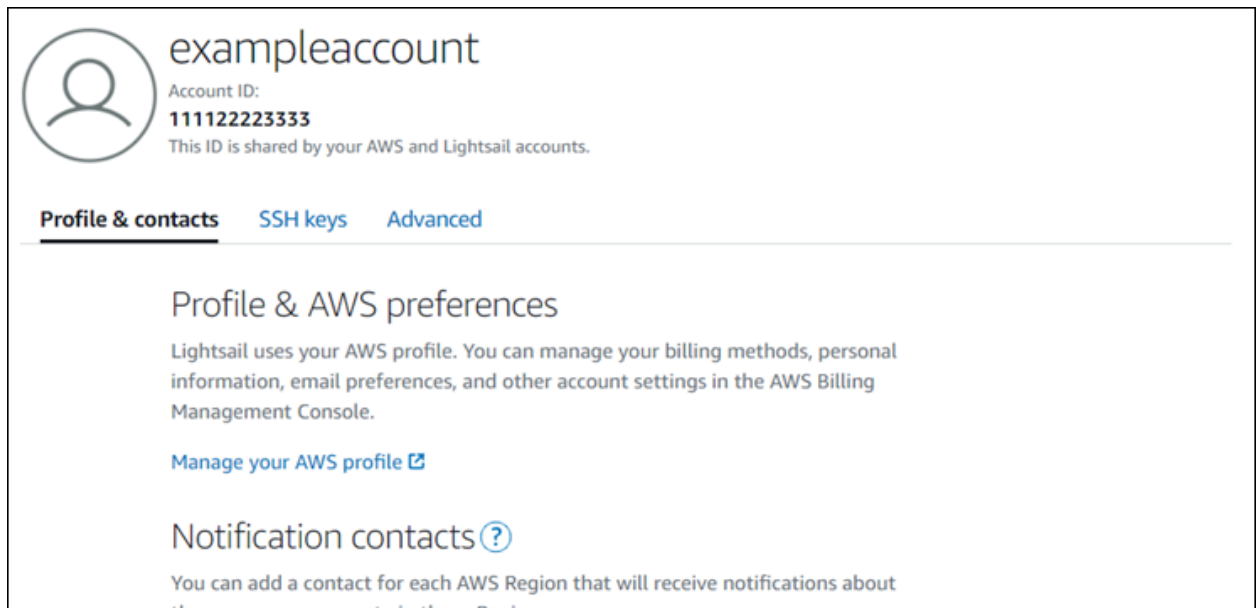 exampleaccount
Account ID:
111122223333
This ID is shared by your AWS and Lightsail accounts.
Profile & contacts SSH keys Advanced
Profile & AWS preferences
Lightsail uses your AWS profile. You can manage your billing methods, personal
information, email preferences, and other account settings in the AWS Billing
Management Console.
Manage your AWS profile
Notification contacts ?
You can add a contact for each AWS Region that will receive notifications about